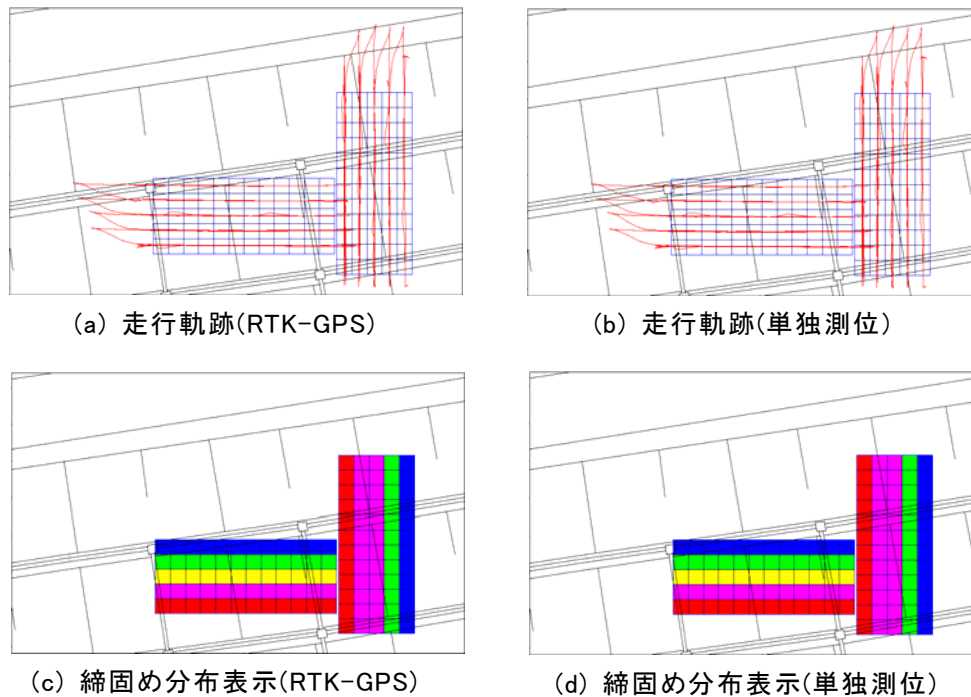 (a) 走行軌跡(RTK-GPS)
(b) 走行軌跡(単独測位)
(c) 締固め分布表示(RTK-GPS)
(d) 締固め分布表示(単独測位)